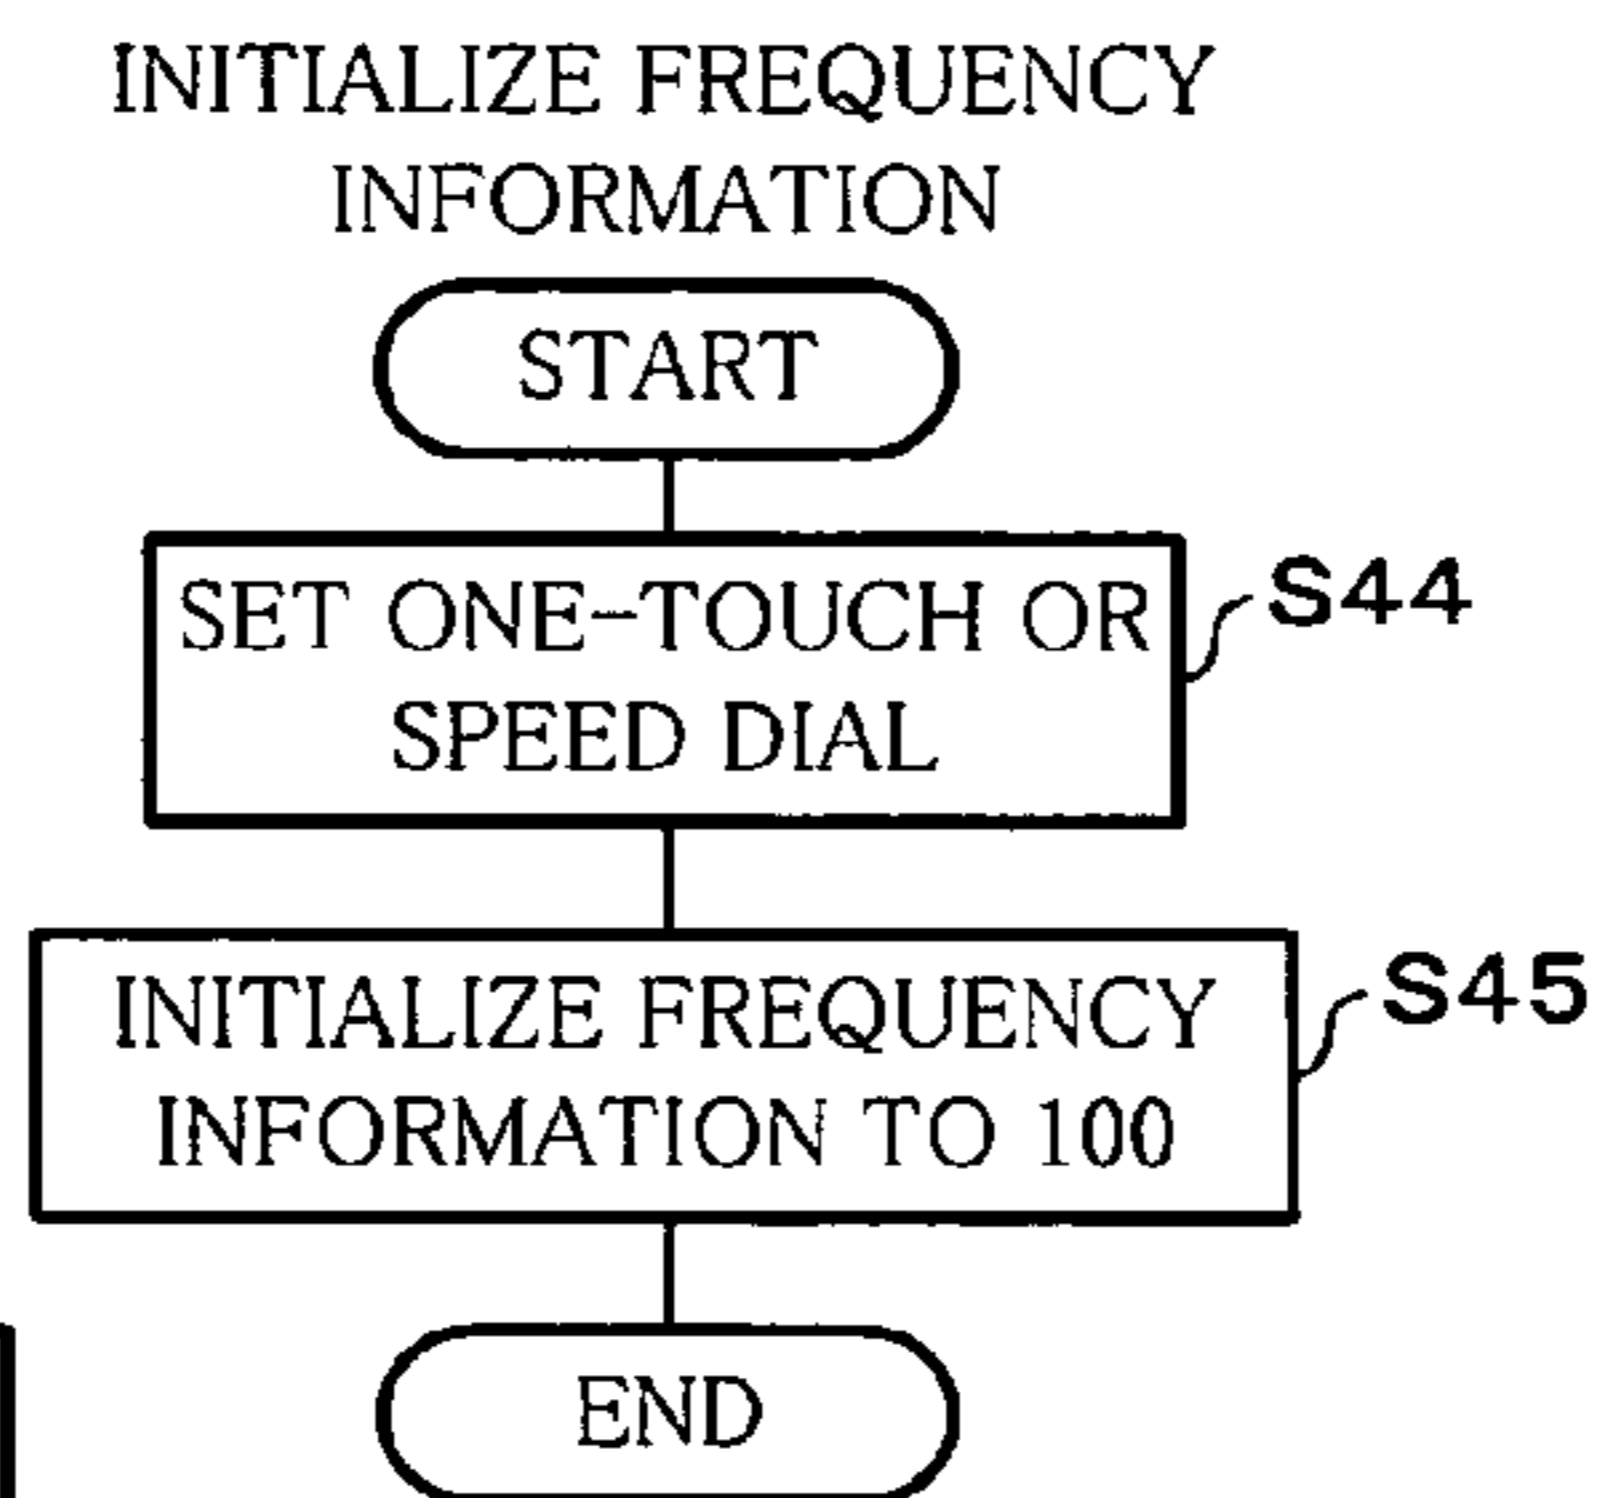 INITIALIZE FREQUENCY
INFORMATION
START
SET ONE-TOUCH OR
SPEED DIAL
S44
INITIALIZE FREQUENCY
INFORMATION TO 100
S45
END